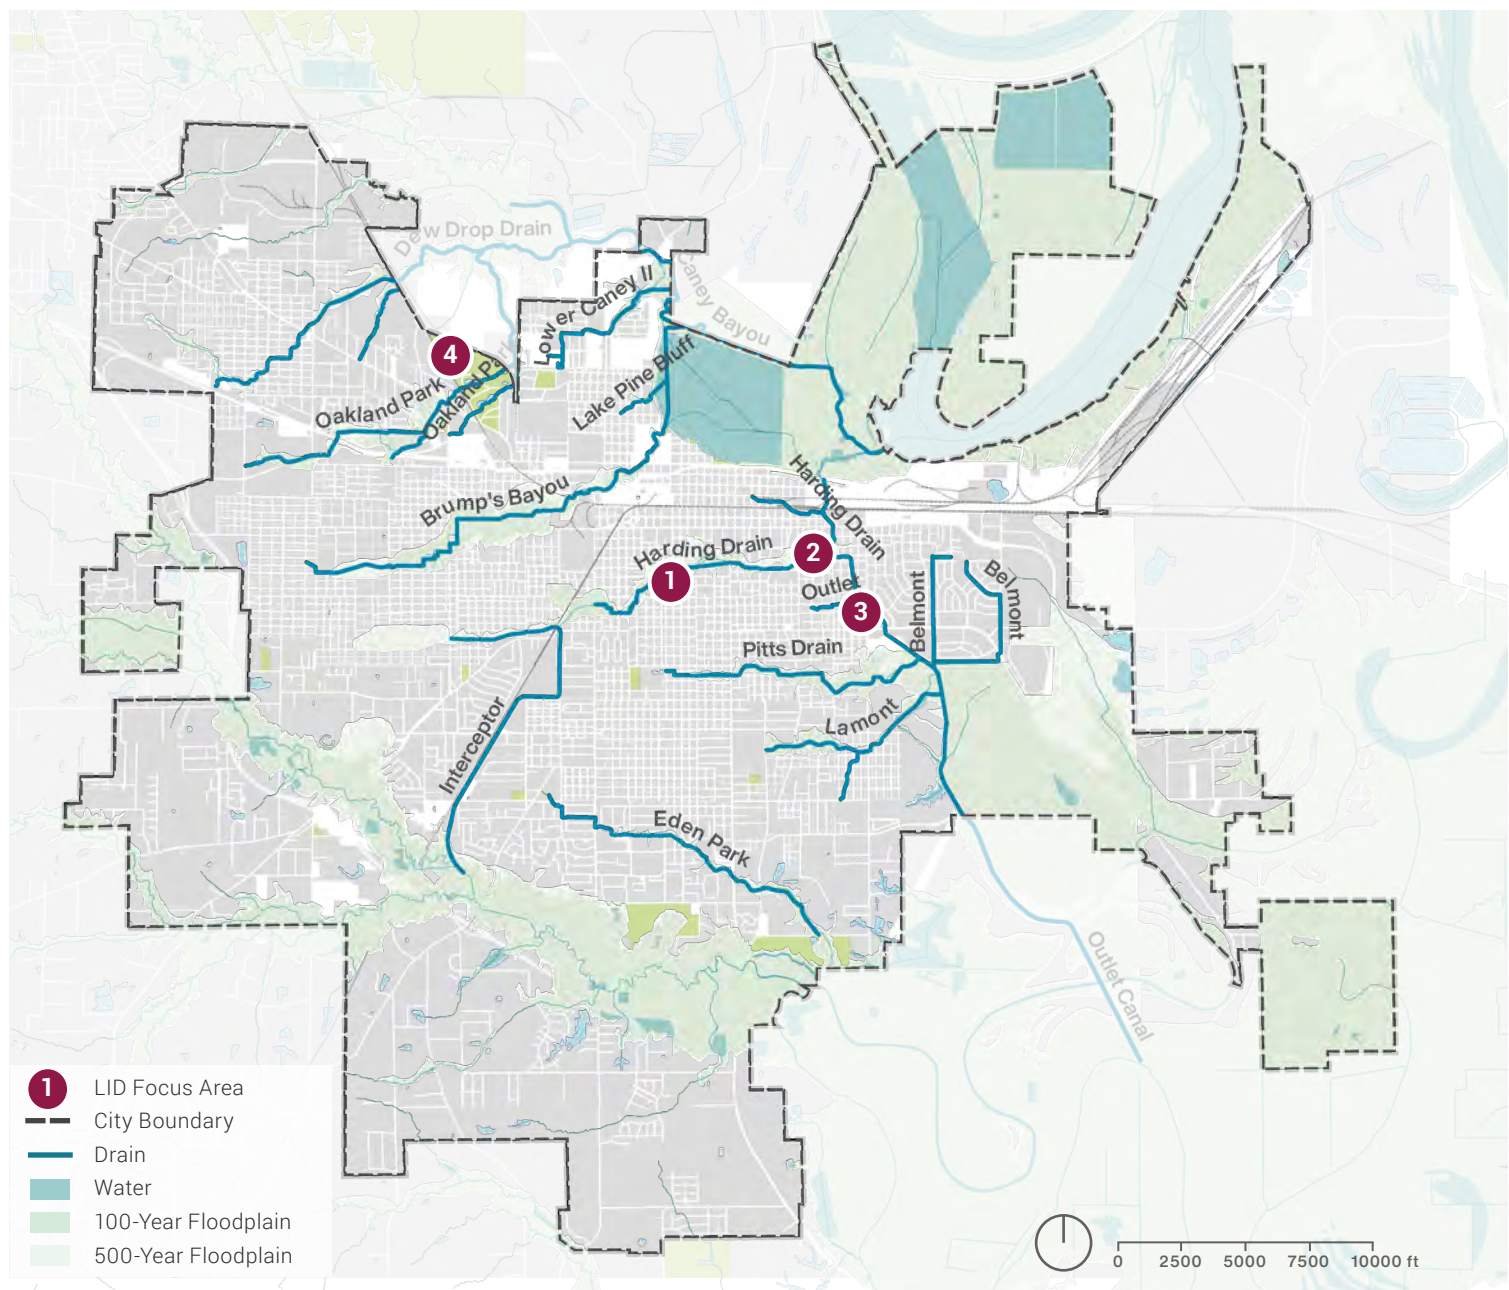 Dew Drop Drain
Lower Caney II
Caney Bayou
4
Oakland Park
Oakland Park
Lake Pine Bluff
Brump's Bayou
Harding Drain
Harding Drain
2
1
Outlet
3
Belmont
Belmont
Pitts Drain
Lamont
Interceptor
Eden Park
Outlet Canal
1 LID Focus Area
City Boundary
Drain
Water
100-Year Floodplain
500-Year Floodplain
0 2500 5000 7500 10000 ft